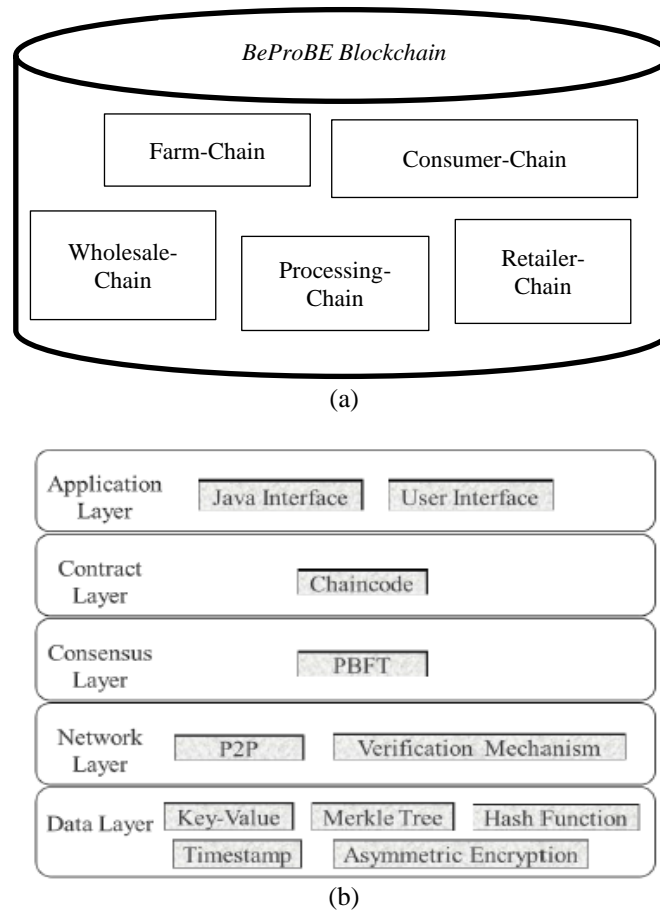 BeProBE Blockchain
Farm-Chain
Consumer-Chain
Wholesale-
Chain
Processing-
Chain
Retailer-
Chain
(a)
Application
Layer
Java Interface
User Interface
Contract
Layer
Chaincode
Consensus
Layer
PBFT
Network
Layer
P2P
Verification Mechanism
Data Layer
Key-Value
Merkle Tree
Hash Function
Timestamp
Asymmetric Encryption
(b)